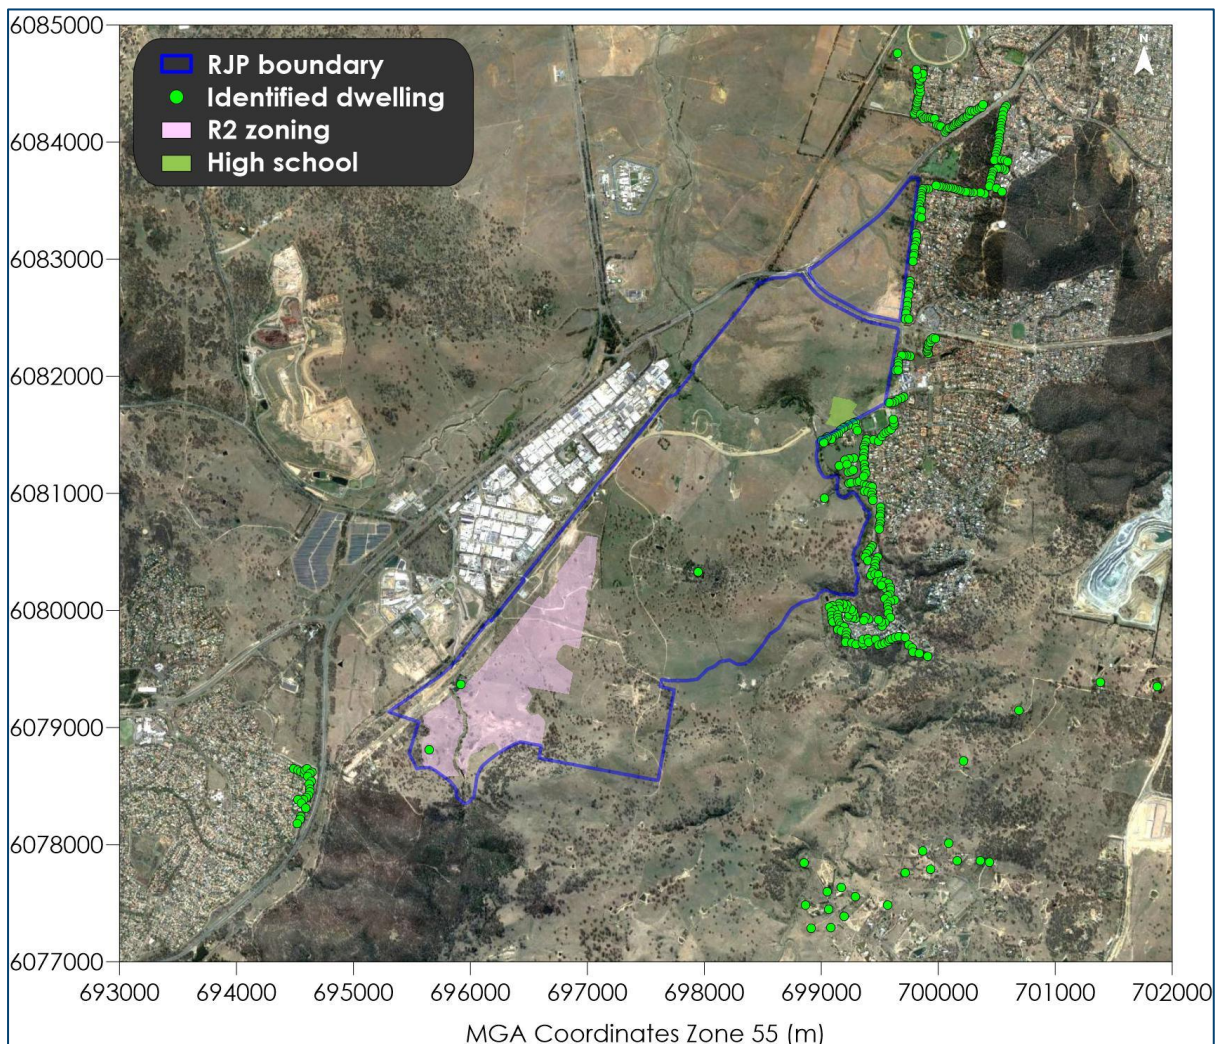 6085000
6084000
6083000
6082000
6081000
6080000
6079000
6078000
6077000
RJP boundary
Identified dwelling
R2 zoning
High school
N
693000 694000 695000 696000 697000 698000 699000 700000 701000 702000
MGA Coordinates Zone 55 (m)